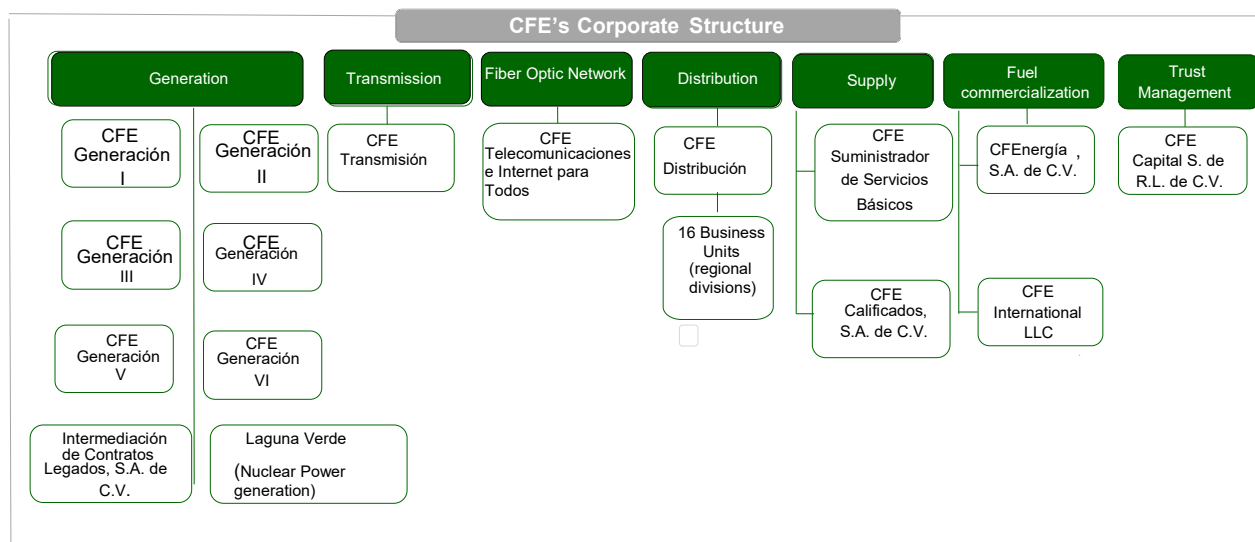 CFE's Corporate Structure
Generation
Transmission
Fiber Optic Network
Distribution
Supply
Fuel
commercialization
Trust
Management
CFE
Generación
I
CFE
Generación
II
CFE
Generación
III
CFE
Generación
IV
CFE
Generación
V
CFE
Generación
VI
Intermediación
de Contratos
Legados, S.A. de
C.V.
Laguna Verde
(Nuclear Power
generation)
CFE
Transmisión
CFE
Telecomunicaciones
e Internet para
Todos
CFE
Distribución
16 Business
Units
(regional
divisions)
CFE
Suministrador
de Servicios
Básicos
CFE
Calificados,
S.A. de C.V.
CFEnergía ,
S.A. de C.V.
CFE
International
LLC
CFE
Capital S. de
R.L. de C.V.